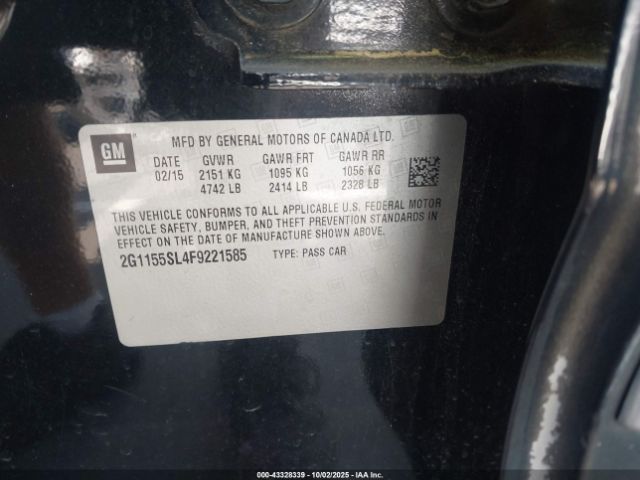 GM
MFD BY GENERAL MOTORS OF CANADA LTD.
DATE GVWR GAWR FRT GAWR RR
02/15 2151 KG 1095 KG 1056 KG
4742 LB 2414 LB 2328 LB
THIS VEHICLE CONFORMS TO ALL APPLICABLE U.S. FEDERAL MOTOR
VEHICLE SAFETY, BUMPER, AND THEFT PREVENTION STANDARDS IN
EFFECT ON THE DATE OF MANUFACTURE SHOWN ABOVE.
2G1155SL4F9221585 TYPE: PASS CAR
000-43328339 | 10/02/2025 - © IAA Inc.